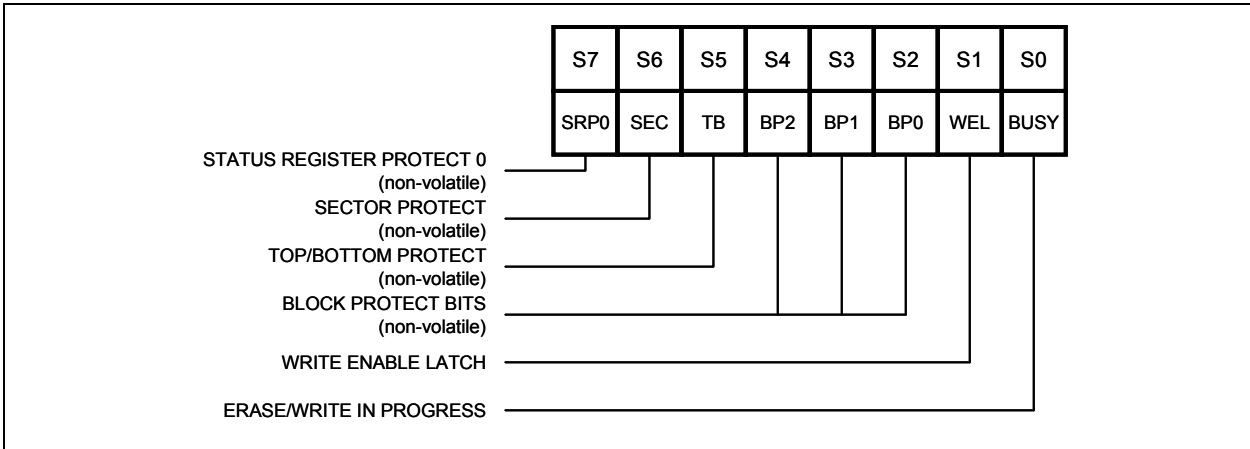 S7 S6 S5 S4 S3 S2 S1 S0
SRP0 SEC TB BP2 BP1 BP0 WEL BUSY
STATUS REGISTER PROTECT 0
(non-volatile)
SECTOR PROTECT
(non-volatile)
TOP/BOTTOM PROTECT
(non-volatile)
BLOCK PROTECT BITS
(non-volatile)
WRITE ENABLE LATCH
ERASE/WRITE IN PROGRESS